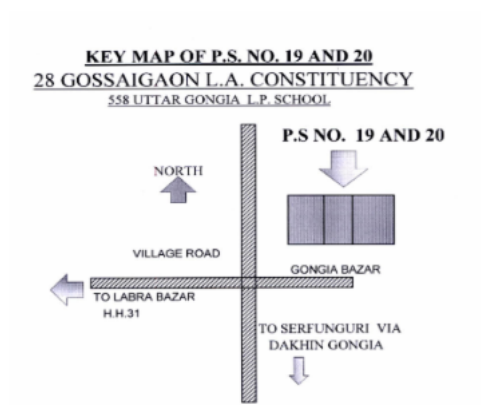 KEY MAP OF P.S. NO. 19 AND 20
28 GOSSAIGAON L.A. CONSTITUENCY
558 UTTAR GONGIA L.P. SCHOOL
P.S NO. 19 AND 20
NORTH
VILLAGE ROAD
GONGIA BAZAR
TO LABRA BAZAR
H.H.31
TO SERFUNGURI VIA
DAKHIN GONGIA